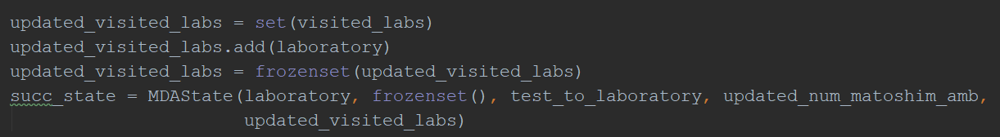 updated_visited_labs = set(visited_labs)
updated_visited_labs.add(laboratory)
updated_visited_labs = frozenset(updated_visited_labs)
succ_state = MDAState(laboratory, frozenset(), test_to_laboratory, updated_num_matoshim_amb,
updated_visited_labs)